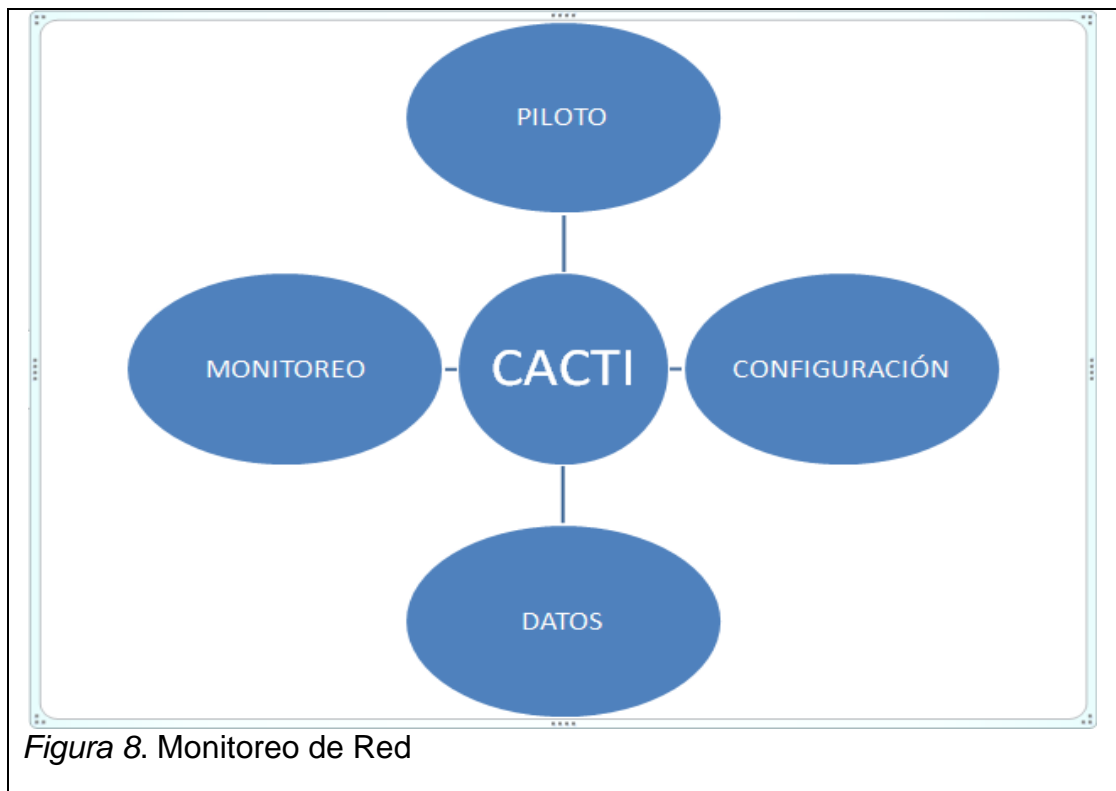 PILOTO
MONITOREO
CACTI
CONFIGURACIÓN
DATOS
Figura 8. Monitoreo de Red